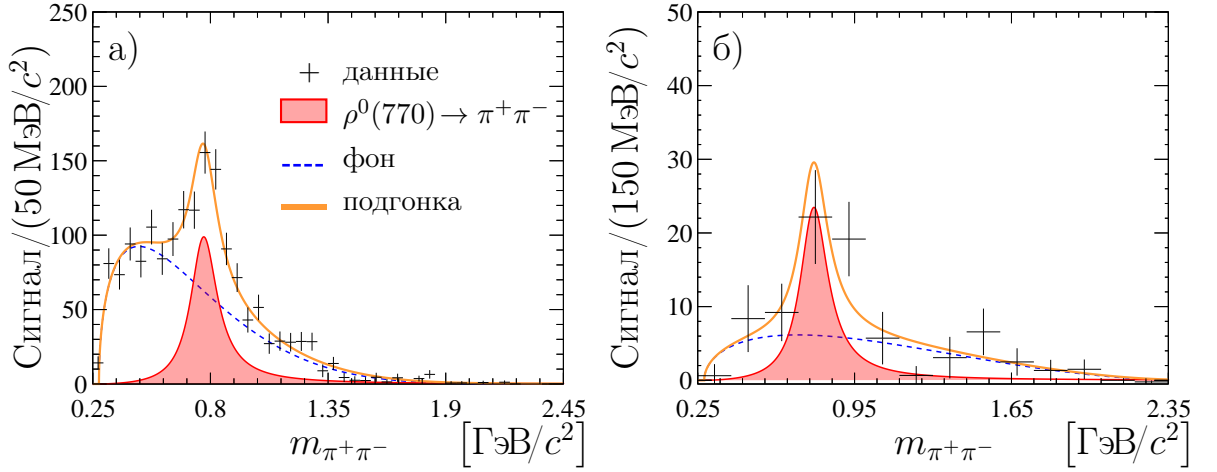 а)
Сигнал/(50 МэВ/c²)
250
200
150
100
50
0
данные
ρ⁰(770) → π⁺π⁻
фон
подгонка
0.25 0.8 1.35 1.9 2.45
m_{π⁺π⁻} [ГэВ/c²]
б)
Сигнал/(150 МэВ/c²)
50
40
30
20
10
0
0.25 0.95 1.65 2.35
m_{π⁺π⁻} [ГэВ/c²]